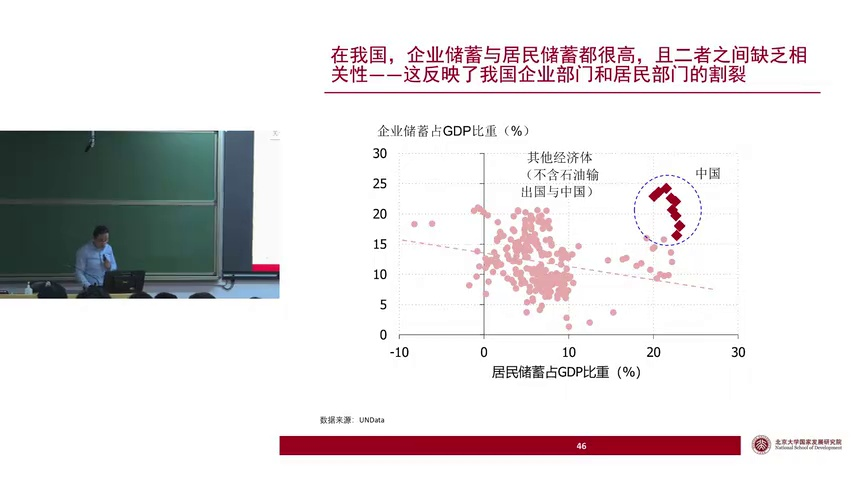 在我国，企业储蓄与居民储蓄都很高，且二者之间缺乏相
关性——这反映了我国企业部门和居民部门的割裂
企业储蓄占GDP比重（%）
其他经济体
（不含石油输
出国与中国）
中国
30
25
20
15
10
5
0
-10
0
10
20
30
居民储蓄占GDP比重（%）
数据来源：UNData
46
北京大学国家发展研究院
National School of Development